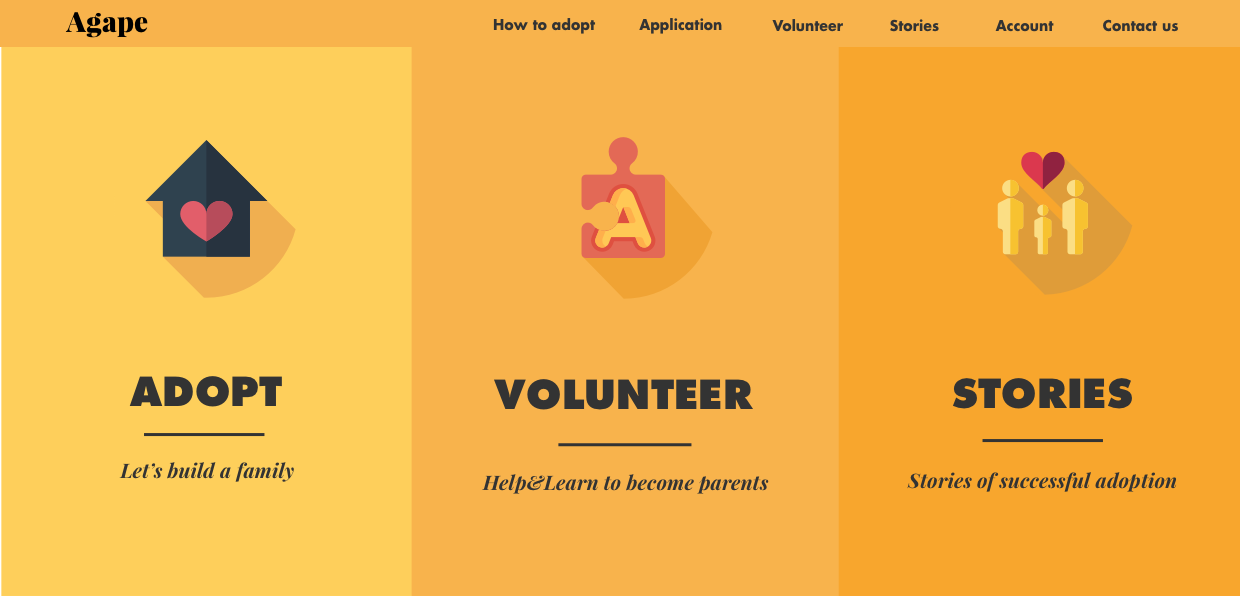 Agape
How to adopt
Application
Volunteer
Stories
Account
Contact us
A
ADOPT
Let's build a family
VOLUNTEER
Help&Learn to become parents
STORIES
Stories of successful adoption